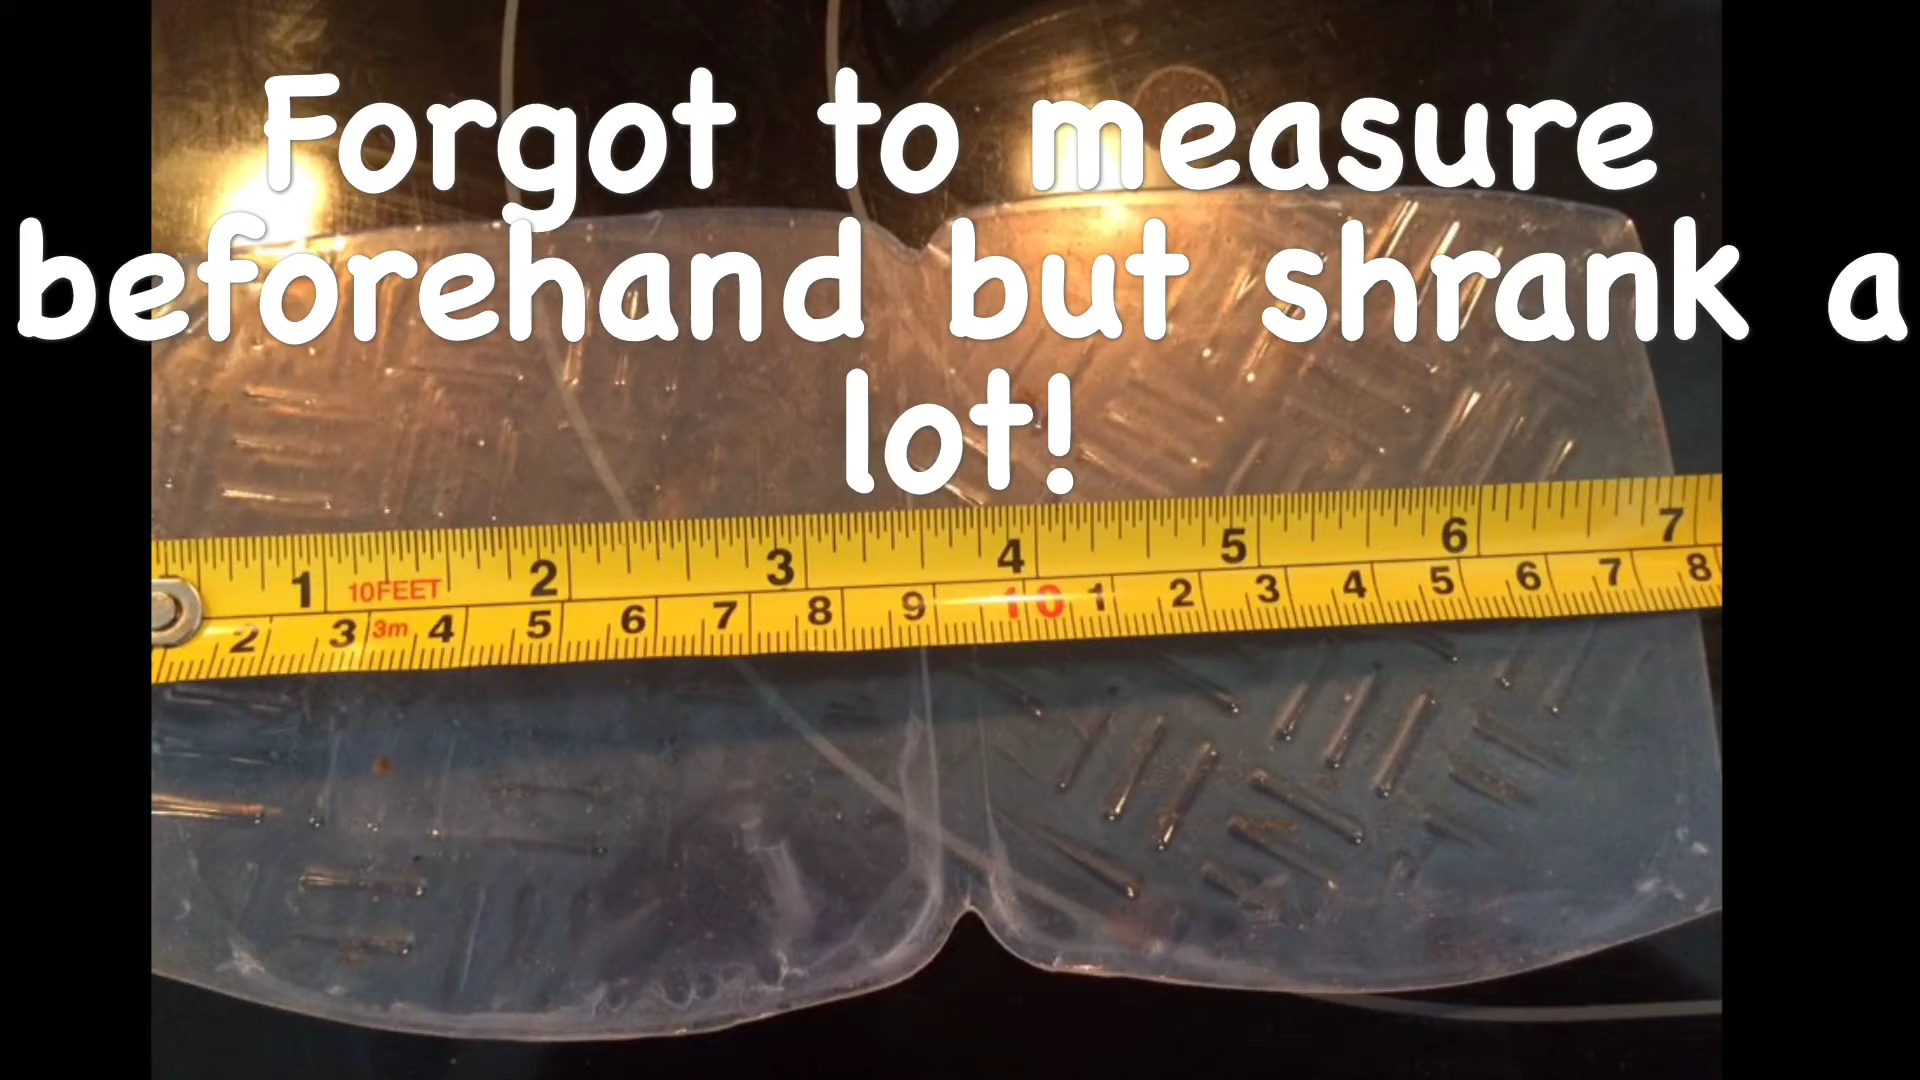 Forgot to measure
beforehand but shrank a
lot!
1 10FEET 2 3 4 5 6 7
2 3 3m 4 5 6 7 8 9 10 1 2 3 4 5 6 7 8